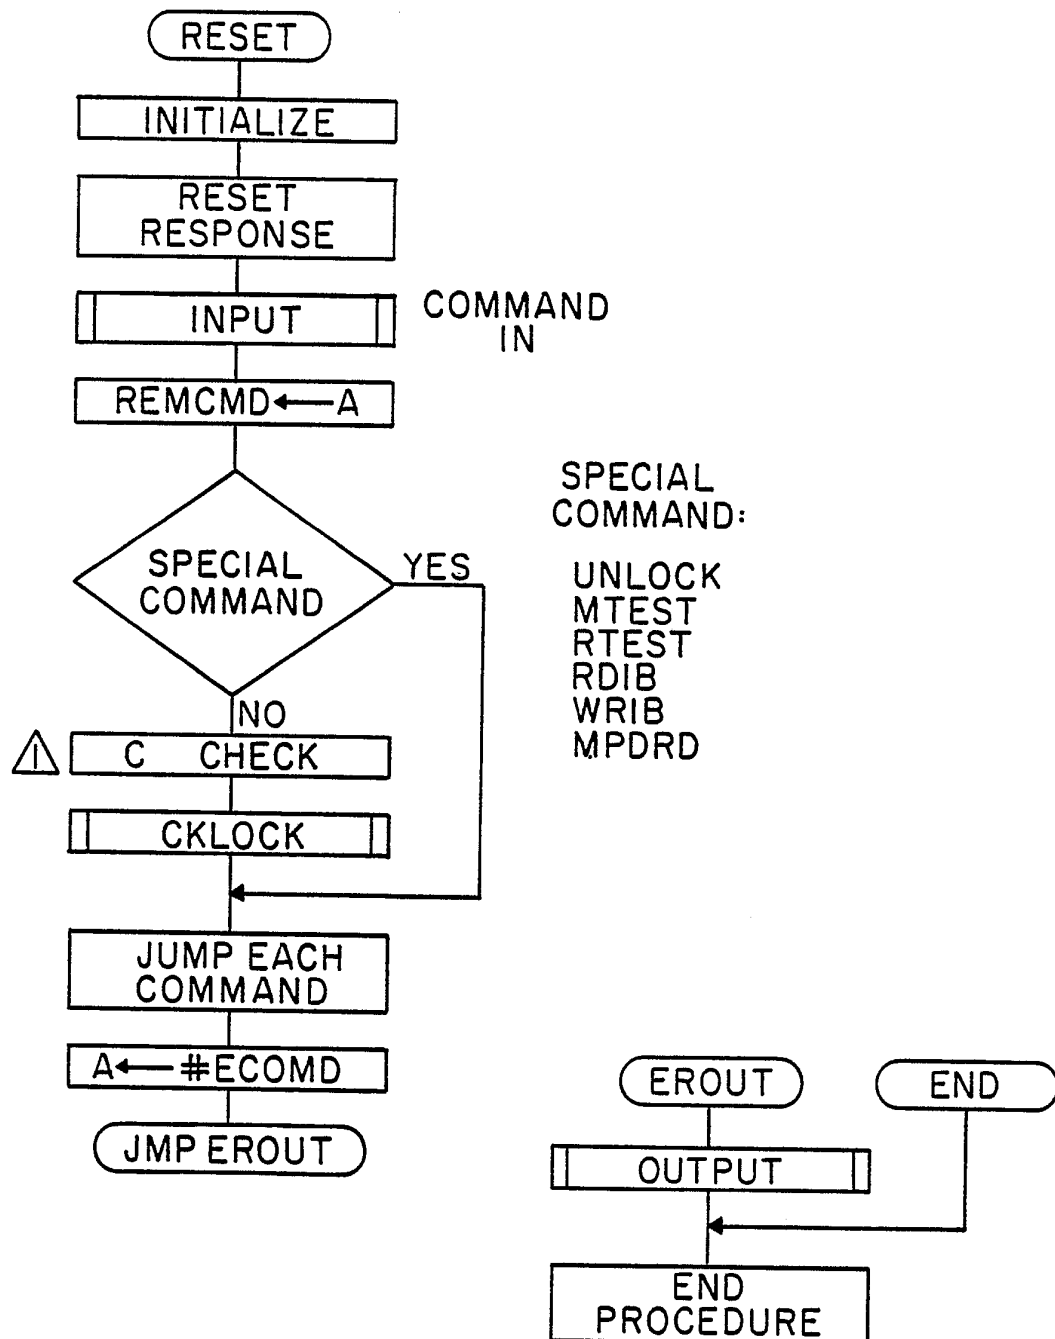 RESET
INITIALIZE
RESET
RESPONSE
INPUT
COMMAND
IN
REMCMD ← A
SPECIAL
COMMAND
YES
NO
SPECIAL
COMMAND:
UNLOCK
MTEST
RTEST
RDIB
WRIB
MPDRD
1
C CHECK
CKLOCK
JUMP EACH
COMMAND
A ← #ECOMD
JMP EROUT
EROUT
END
OUTPUT
END
PROCEDURE